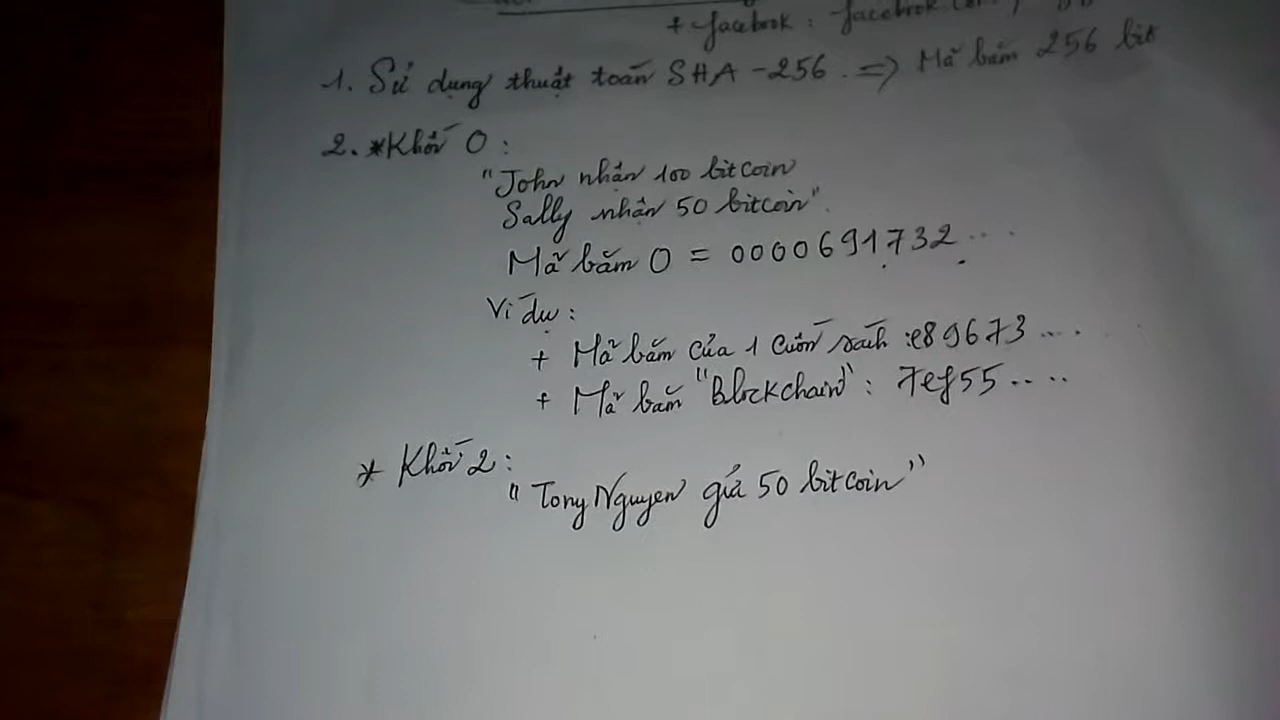 + facebook : facebook.
1. Sử dụng thuật toán SHA-256. => Mã băm 256 bit
2. *Khối 0 :
"John nhận 100 bitcoin
Sally nhận 50 bitcoin".
Mã băm 0 = 0000691732....
Ví dụ :
+ Mã băm của 1 cuốn sách :e89673 ....
+ Mã băm "Blockchain" : 7ef55....
* Khối 2 :
"Tony Nguyen giả 50 bitcoin"